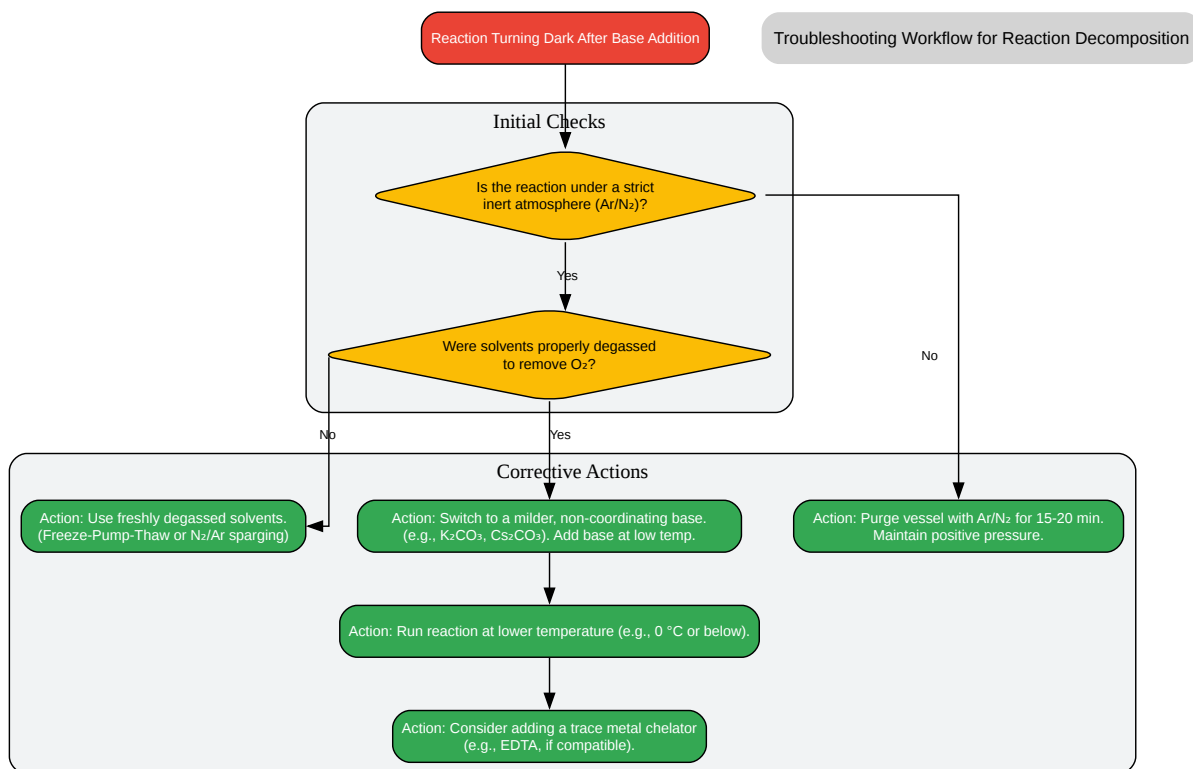 Reaction Turning Dark After Base Addition
Troubleshooting Workflow for Reaction Decomposition
Initial Checks
Is the reaction under a strict
inert atmosphere (Ar/N₂)?
Yes
Were solvents properly degassed
to remove O₂?
No
No
Yes
Corrective Actions
Action: Use freshly degassed solvents.
(Freeze-Pump-Thaw or N₂/Ar sparging)
Action: Switch to a milder, non-coordinating base.
(e.g., K₂CO₃, Cs₂CO₃). Add base at low temp.
Action: Purge vessel with Ar/N₂ for 15-20 min.
Maintain positive pressure.
Action: Run reaction at lower temperature (e.g., 0 °C or below).
Action: Consider adding a trace metal chelator
(e.g., EDTA, if compatible).